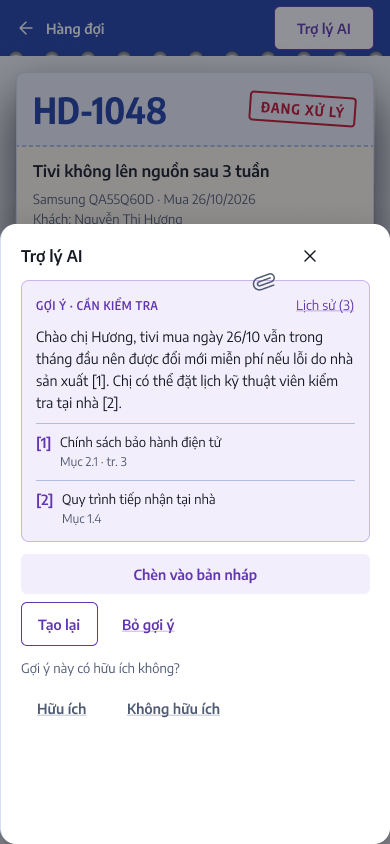 Hàng đợi
Trợ lý AI
HD-1048
ĐANG XỬ LÝ
Tivi không lên nguồn sau 3 tuần
Samsung QA55Q60D · Mua 26/10/2026
Khách: Nguyễn Thị Hương
Trợ lý AI
GỢI Ý · CẦN KIỂM TRA
Lịch sử (3)
Chào chị Hương, tivi mua ngày 26/10 vẫn trong
tháng đầu nên được đổi mới miễn phí nếu lỗi do nhà
sản xuất [1]. Chị có thể đặt lịch kỹ thuật viên kiểm
tra tại nhà [2].
[1] Chính sách bảo hành điện tử
Mục 2.1 · tr. 3
[2] Quy trình tiếp nhận tại nhà
Mục 1.4
Chèn vào bản nháp
Tạo lại
Bỏ gợi ý
Gợi ý này có hữu ích không?
Hữu ích
Không hữu ích